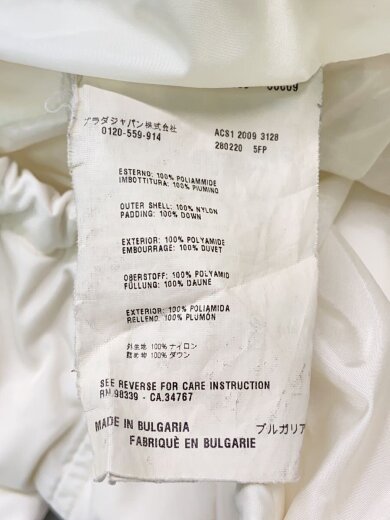 プラダジャパン株式会社
0120-559-914
ACS1 2009 3128
280220 5FP
ESTERNO: 100% POLIAMMIDE
IMBOTTITURA: 100% PIUMINO
OUTER SHELL: 100% NYLON
PADDING: 100% DOWN
EXTERIOR: 100% POLYAMIDE
EMBOURRAGE: 100% DUVET
OBERSTOFF: 100% POLYAMID
FÜLLUNG: 100% DAUNE
EXTERIOR: 100% POLIAMIDA
RELLENO: 100% PLUMÓN
外生地 100% ナイロン
詰め物 100% ダウン
SEE REVERSE FOR CARE INSTRUCTION
RN 98339 - CA.34767
MADE IN BULGARIA ブルガリア
FABRIQUÈ EN BULGARIE